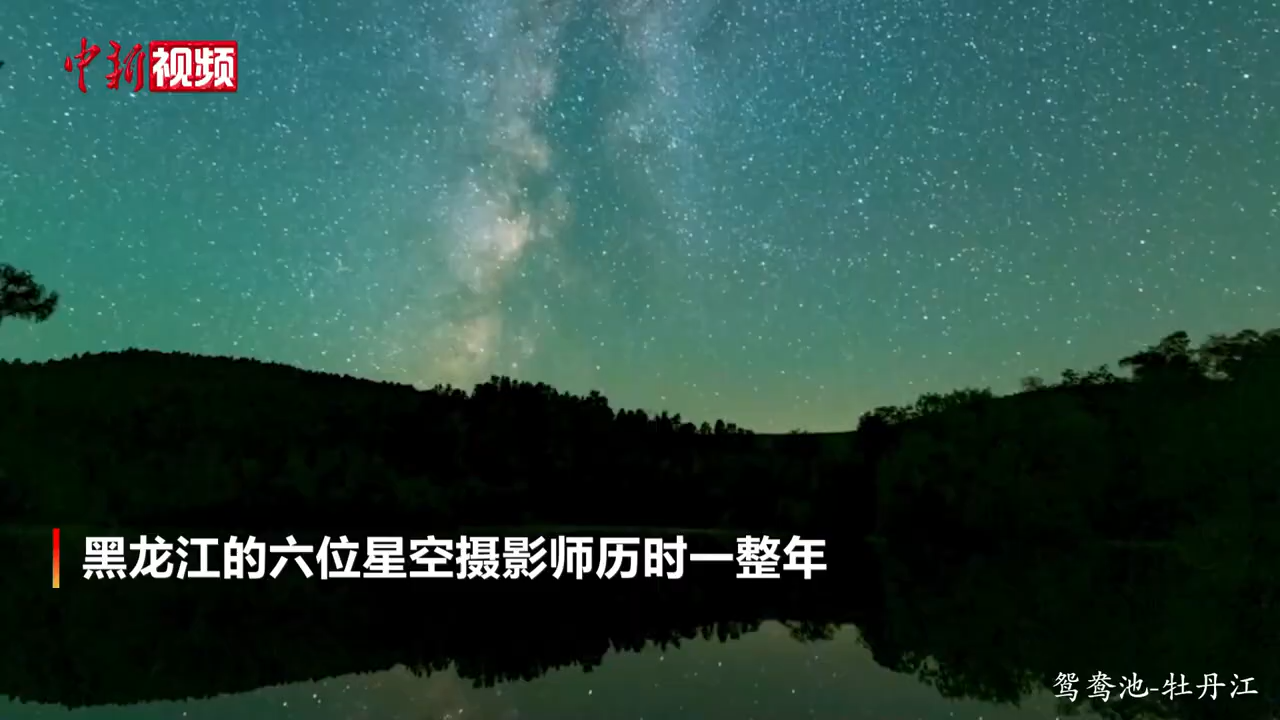 中新视频
黑龙江的六位星空摄影师历时一整年
鸳鸯池-牡丹江